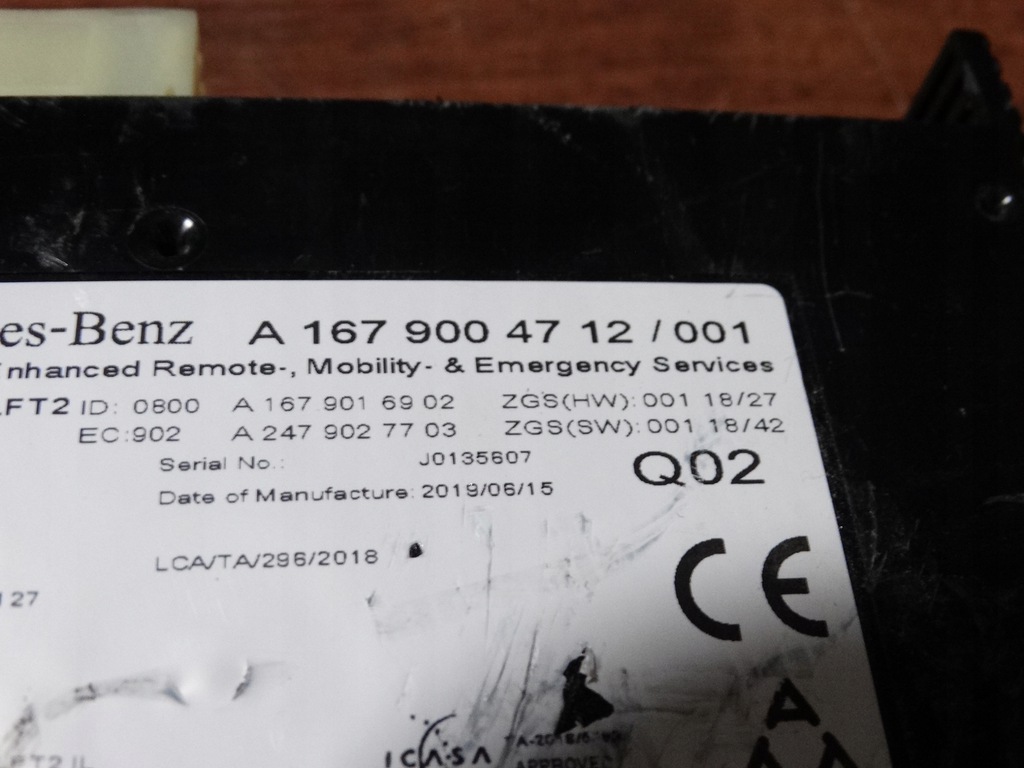 es-Benz A 167 900 47 12 / 001
nhanced Remote-, Mobility- & Emergency Services
FT2 ID: 0800 A 167 901 69 02 ZGS(HW): 001 18/27
EC:902 A 247 902 77 03 ZGS(SW): 001 18/42
Serial No.: J0135607
Q02
Date of Manufacture: 2019/06/15
LCA/TA/296/2018
CE
127
ICASA
APPROVED